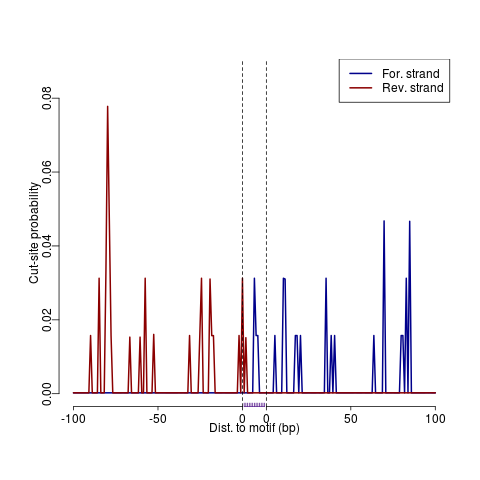 For. strand
Rev. strand
Cut-site probability
0.08
0.06
0.04
0.02
0.00
-100 -50 0 0 50 100
Dist. to motif (bp)